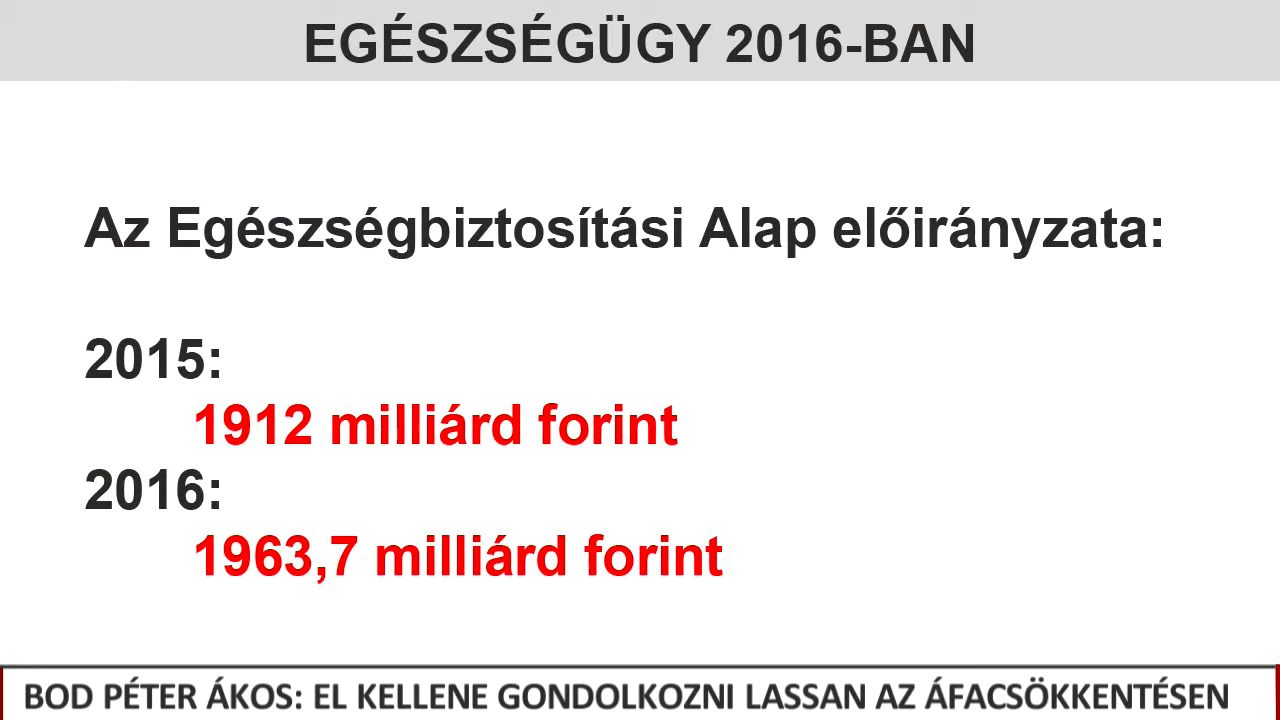 EGÉSZSÉGÜGY 2016-BAN
Az Egészségbiztosítási Alap előirányzata:
2015:
1912 milliárd forint
2016:
1963,7 milliárd forint
BOD PÉTER ÁKOS: EL KELLENE GONDOLKOZNI LASSAN AZ ÁFACSÖKKENTÉSEN